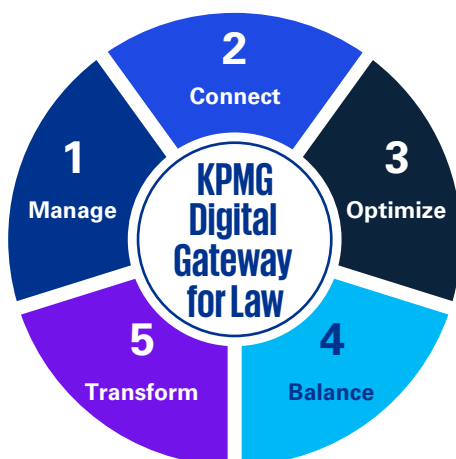 2
Connect
1
Manage
3
Optimize
KPMG
Digital
Gateway
for Law
5
Transform
4
Balance